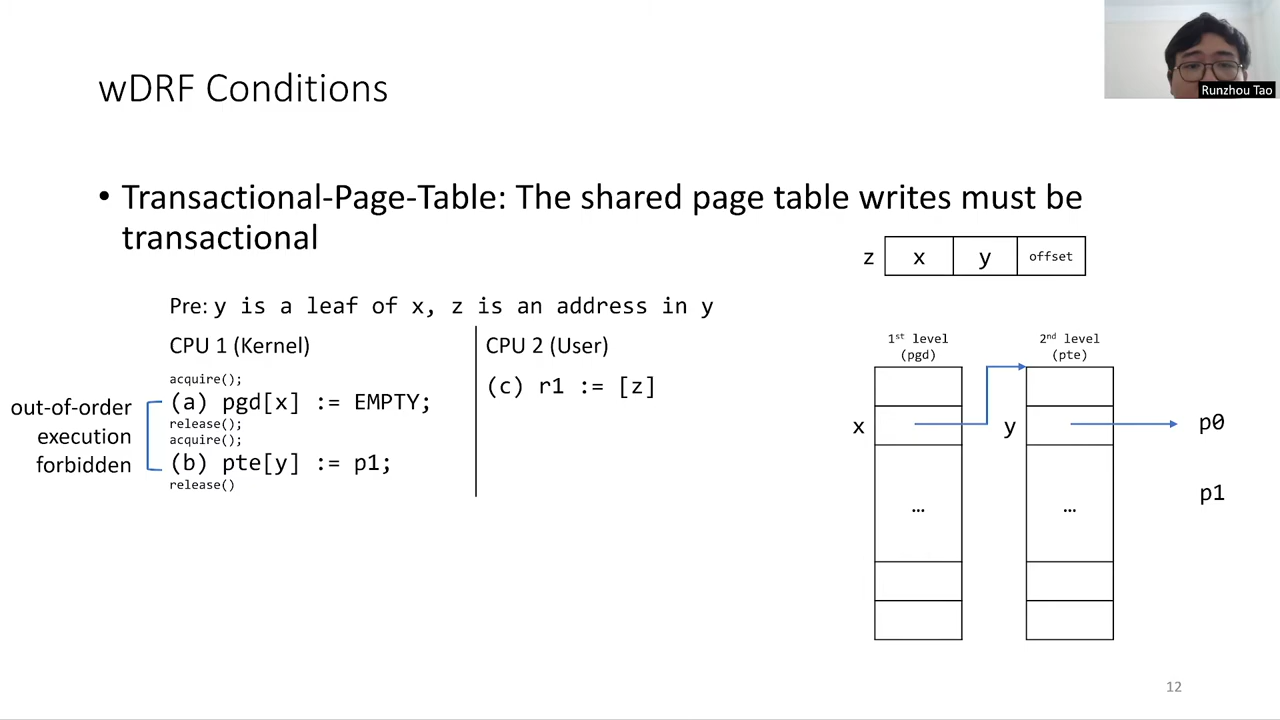 Runzhou Tao
wDRF Conditions
• Transactional-Page-Table: The shared page table writes must be
transactional
z x y offset
Pre: y is a leaf of x, z is an address in y
CPU 1 (Kernel)
acquire();
(a) pgd[x] := EMPTY;
release();
acquire();
(b) pte[y] := p1;
release()
out-of-order
execution
forbidden
CPU 2 (User)
(c) r1 := [z]
1st level
(pgd)
2nd level
(pte)
x
y
p0
p1
…
…
12